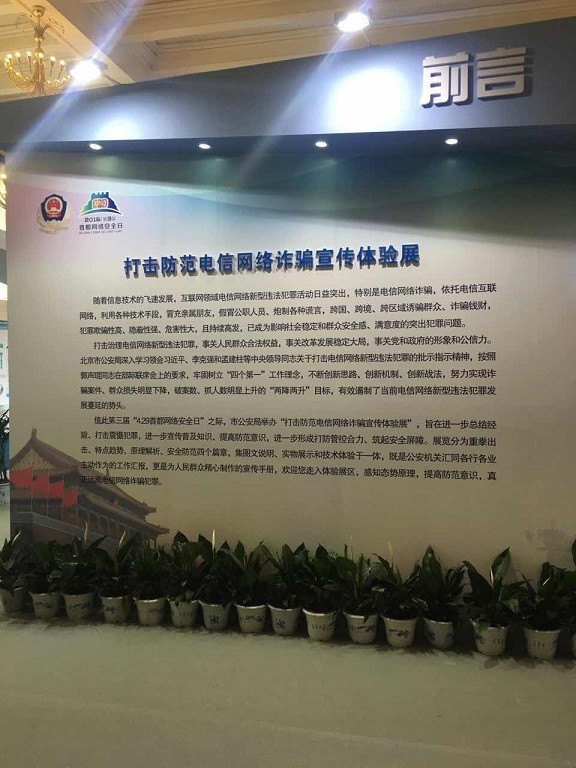 前言
2016
首都网络安全日
打击防范电信网络诈骗宣传体验展
随着信息技术的飞速发展，互联网领域电信网络新型违法犯罪活动日益突出，特别是电信网络诈骗，依托电信互联
网络，利用各种技术手段，冒充亲朋友，假冒公职人员、炮制各种谎言，跨国、跨境、跨区域诱骗群众、诈骗钱财，
犯罪欺骗性高、隐蔽性强、危害性大，且持续高发，已成为影响社会稳定和群众安全感、满意度的突出犯罪问题。
打击治理电信网络新型违法犯罪，事关人民群众合法权益，事关改革发展稳定大局，事关党和政府的形象和公信力。
北京市公安局深入学习领会习近平、李克强和孟建柱等中央领导同志关于打击电信网络新型违法犯罪的批示指示精神，按照
郭声琨同志在部际联席会上的要求，牢固树立“四个第一”工作理念，不断创新思路、创新机制、创新战法，努力实现诈
骗案件、群众损失明显下降，破案数、抓人数明显上升的“两降两升”目标，有效遏制了当前电信网络新型违法犯罪发
展蔓延的势头。
值此第三届“429首都网络安全日”之际，市公安局举办“打击防范电信网络诈骗宣传体验展”，旨在进一步总结经
验、打击震慑犯罪，进一步宣传普及知识、提高防范意识，进一步形成打防管控合力、筑起安全屏障。展览分为重拳出
击、特点趋势、原理解析、安全防范四个篇章，集图文说明、实物展示和技术体验于一体，既是公安机关汇同各行各业
主动作为的工作汇报，更是为人民群众精心制作的宣传手册，欢迎您走入体验展区，感知态势原理，提高防范意识，真
正远离电信网络诈骗犯罪。